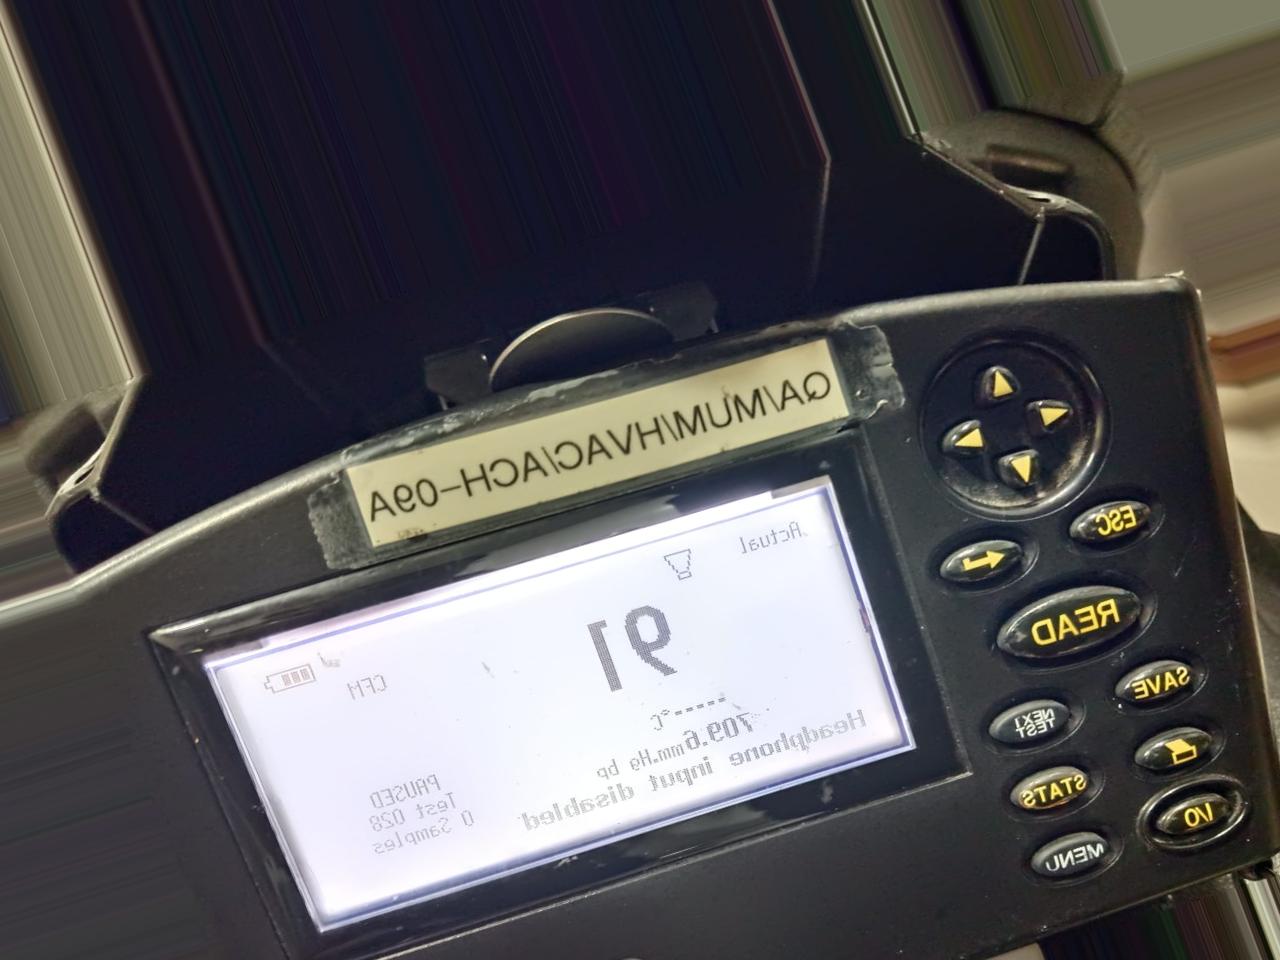 QA/MUM/HVAC/ACH-09A
Actual
91
CFM
-----°C
709.6mm.Hg bp
Headphone input disabled
PAUSED
Test 028
0 Samples
ESC
READ
SAVE
NEXT
TEST
STATS
I/O
MENU